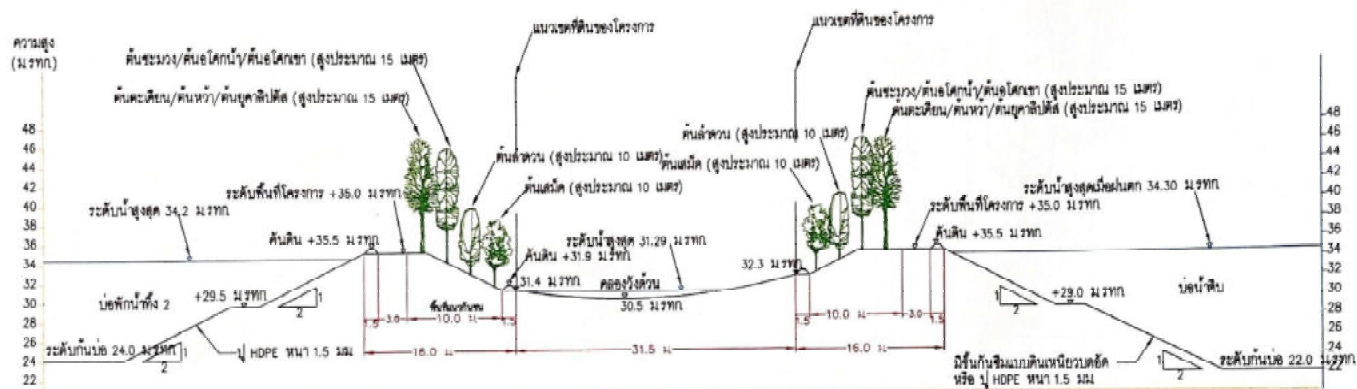 ความสูง
(ม.รทก.)
แนวเขตที่ดินของโครงการ
แนวเขตที่ดินของโครงการ
ต้นชะมวง/ต้นอโศกน้ำ/ต้นอโศกเขา (สูงประมาณ 15 เมตร)
ต้นตะเคียน/ต้นหว้า/ต้นยูคาลิปตัส (สูงประมาณ 15 เมตร)
ต้นชะมวง/ต้นอโศกน้ำ/ต้นอโศกเขา (สูงประมาณ 15 เมตร)
ต้นตะเคียน/ต้นหว้า/ต้นยูคาลิปตัส (สูงประมาณ 15 เมตร)
ต้นลำดวน (สูงประมาณ 10 เมตร)
ต้นเสม็ด (สูงประมาณ 10 เมตร)
ต้นลำดวน (สูงประมาณ 10 เมตร)
ต้นเสม็ด (สูงประมาณ 10 เมตร)
48
46
44
42
40
38
36
34
32
30
28
26
24
22
ระดับน้ำสูงสุด 34.2 ม.รทก.
ระดับพื้นที่โครงการ +35.0 ม.รทก.
คันดิน +35.5 ม.รทก.
ระดับน้ำสูงสุด 31.29 ม.รทก.
คันดิน +31.9 ม.รทก.
31.4 ม.รทก.
คลองวังด้วน
30.5 ม.รทก.
32.3 ม.รทก.
ระดับน้ำสูงสุดเมื่อฝนตก 34.30 ม.รทก.
ระดับพื้นที่โครงการ +35.0 ม.รทก.
คันดิน +35.5 ม.รทก.
บ่อพักน้ำทิ้ง 2
+29.5 ม.รทก.
1
2
พื้นที่แนวกันชน
1.5
3.0
10.0 ม.
1.5
16.0 ม.
31.5 ม.
1.5
10.0 ม.
3.0
1.5
16.0 ม.
1
2
+29.0 ม.รทก.
บ่อน้ำดิบ
ระดับก้นบ่อ 24.0 ม.รทก.
1
2
ปู HDPE หนา 1.5 มม.
มีชั้นกันซึมแบบดินเหนียวบดอัด
หรือ ปู HDPE หนา 1.5 มม.
1
2
ระดับก้นบ่อ 22.0 ม.รทก.
48
46
44
42
40
38
36
34
32
30
28
26
24
22